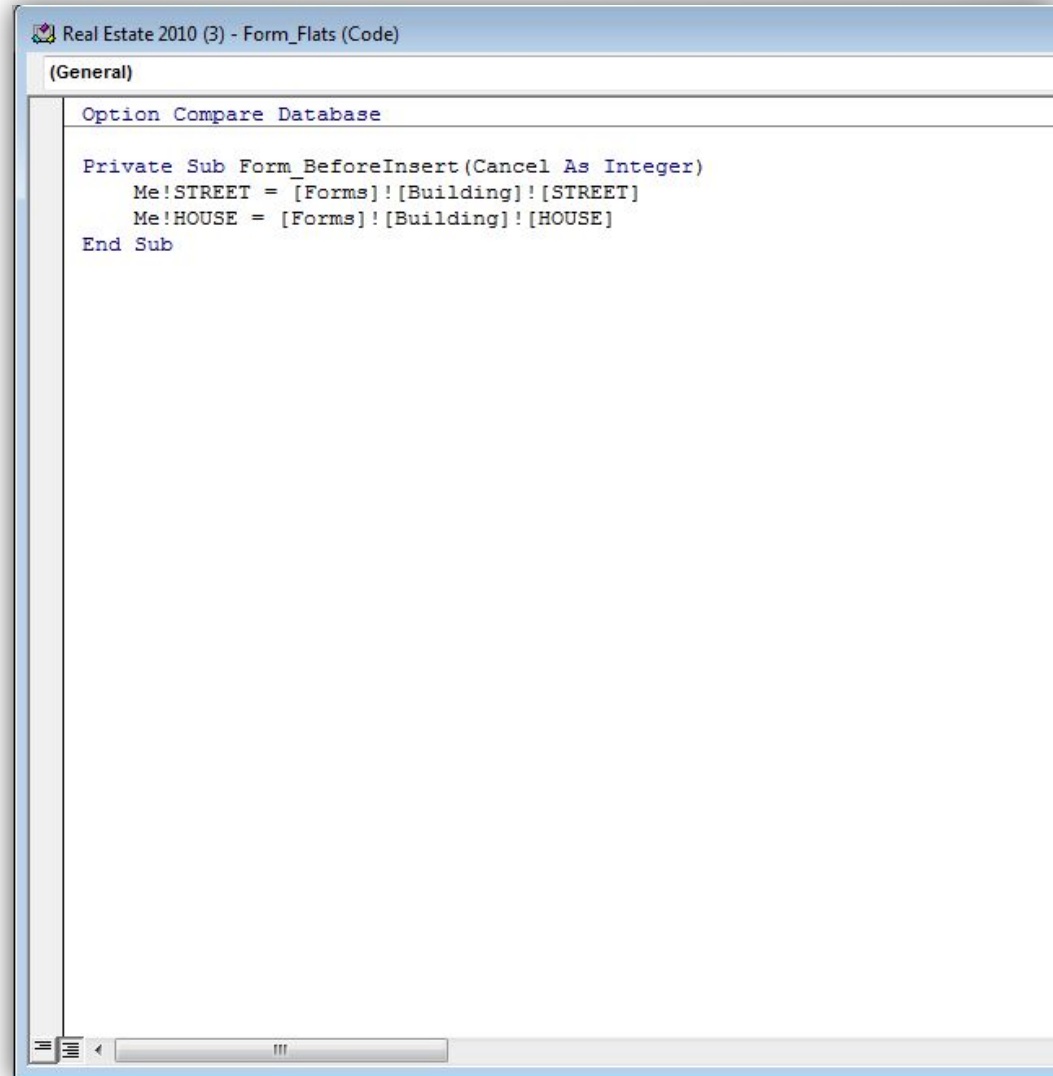 Real Estate 2010 (3) - Form_Flats (Code)
(General)
Option Compare Database
Private Sub Form_BeforeInsert(Cancel As Integer)
Me!STREET = [Forms]![Building]![STREET]
Me!HOUSE = [Forms]![Building]![HOUSE]
End Sub